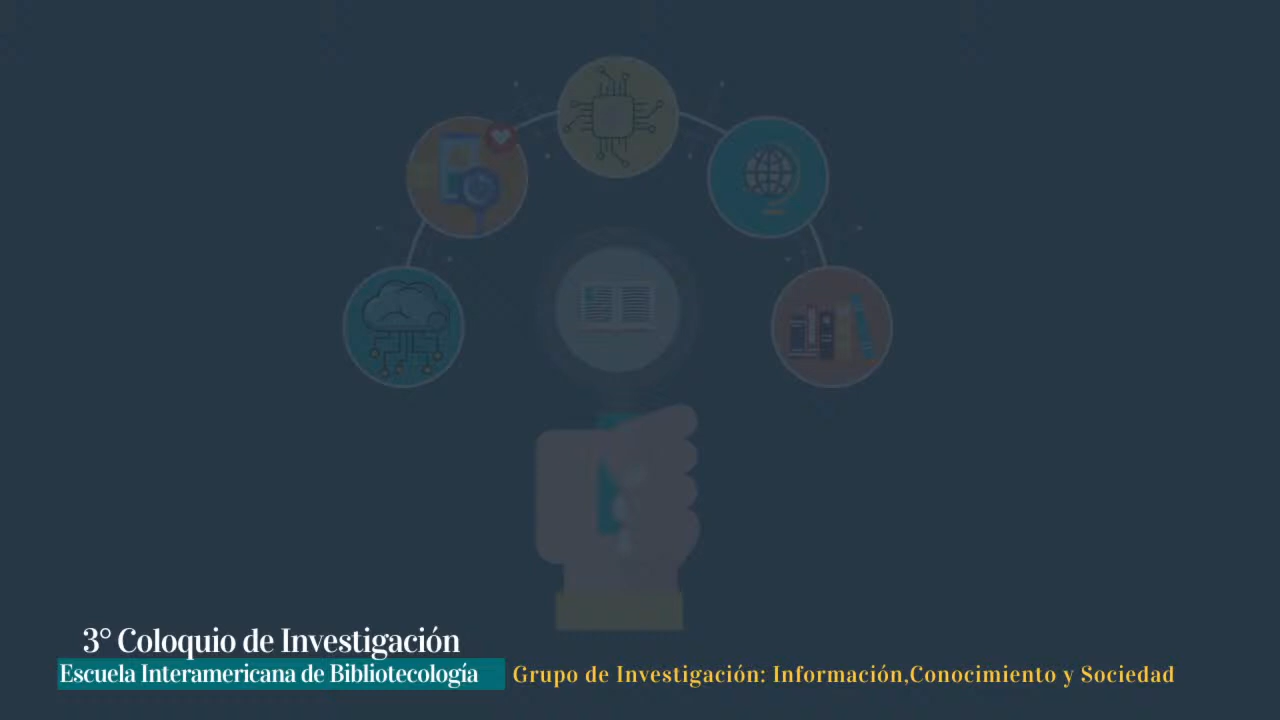 3° Coloquio de Investigación
Escuela Interamericana de Bibliotecología
Grupo de Investigación: Información,Conocimiento y Sociedad